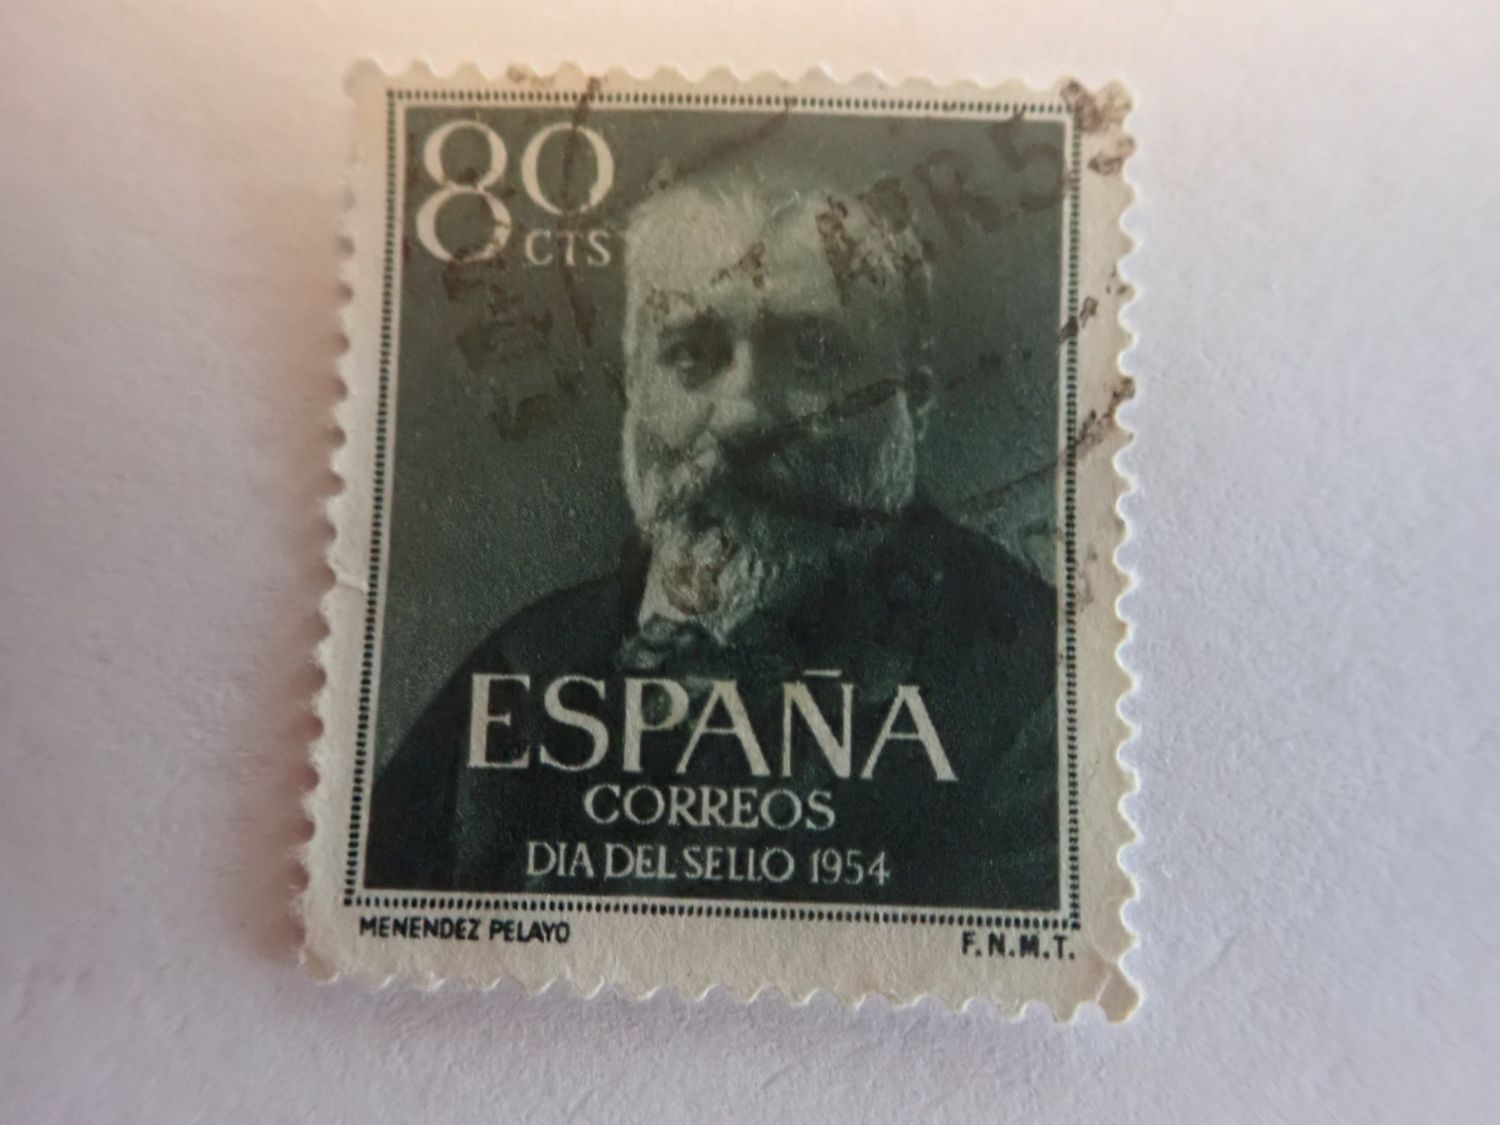 80
CTS
ESPAÑA
CORREOS
DIA DEL SELLO 1954
MENENDEZ PELAYO
F.N.M.T.